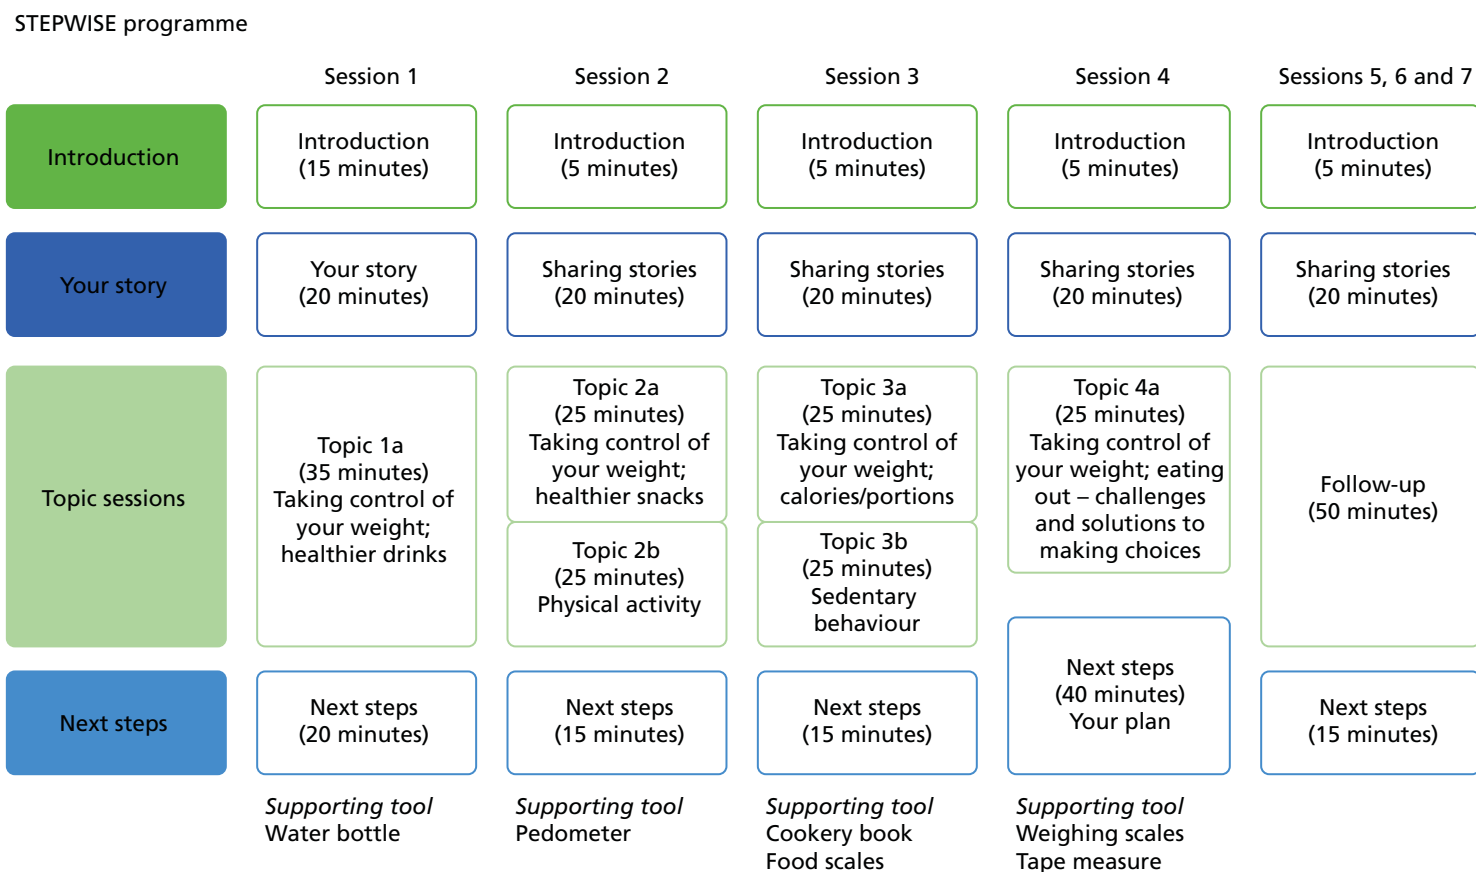 STEPWISE programme
Session 1
Session 2
Session 3
Session 4
Sessions 5, 6 and 7
Introduction
Introduction
(15 minutes)
Introduction
(5 minutes)
Introduction
(5 minutes)
Introduction
(5 minutes)
Introduction
(5 minutes)
Your story
Your story
(20 minutes)
Sharing stories
(20 minutes)
Sharing stories
(20 minutes)
Sharing stories
(20 minutes)
Sharing stories
(20 minutes)
Topic sessions
Topic 1a
(35 minutes)
Taking control of
your weight;
healthier drinks
Topic 2a
(25 minutes)
Taking control of
your weight;
healthier snacks
Topic 2b
(25 minutes)
Physical activity
Topic 3a
(25 minutes)
Taking control of
your weight;
calories/portions
Topic 3b
(25 minutes)
Sedentary
behaviour
Topic 4a
(25 minutes)
Taking control of
your weight; eating
out – challenges
and solutions to
making choices
Follow-up
(50 minutes)
Next steps
Next steps
(20 minutes)
Next steps
(15 minutes)
Next steps
(15 minutes)
Next steps
(40 minutes)
Your plan
Next steps
(15 minutes)
Supporting tool
Water bottle
Supporting tool
Pedometer
Supporting tool
Cookery book
Food scales
Supporting tool
Weighing scales
Tape measure